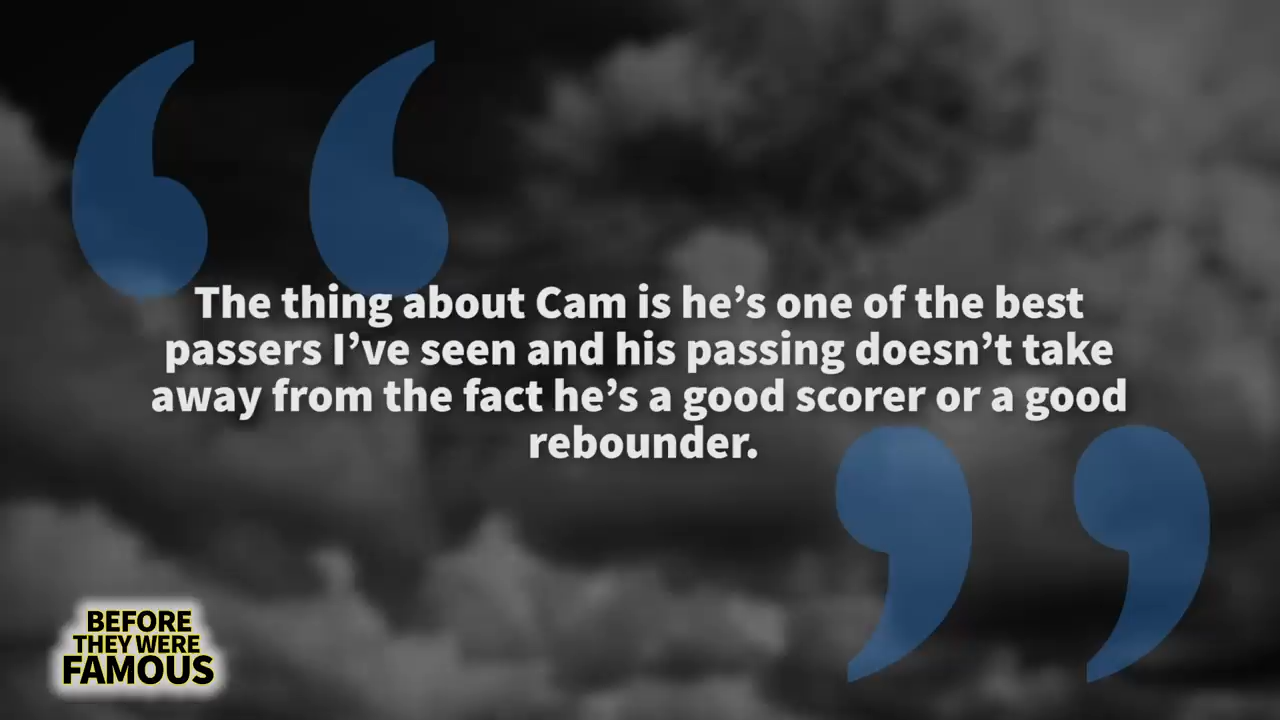 The thing about Cam is he’s one of the best
passers I’ve seen and his passing doesn’t take
away from the fact he’s a good scorer or a good
rebounder.
BEFORE
THEY WERE
FAMOUS